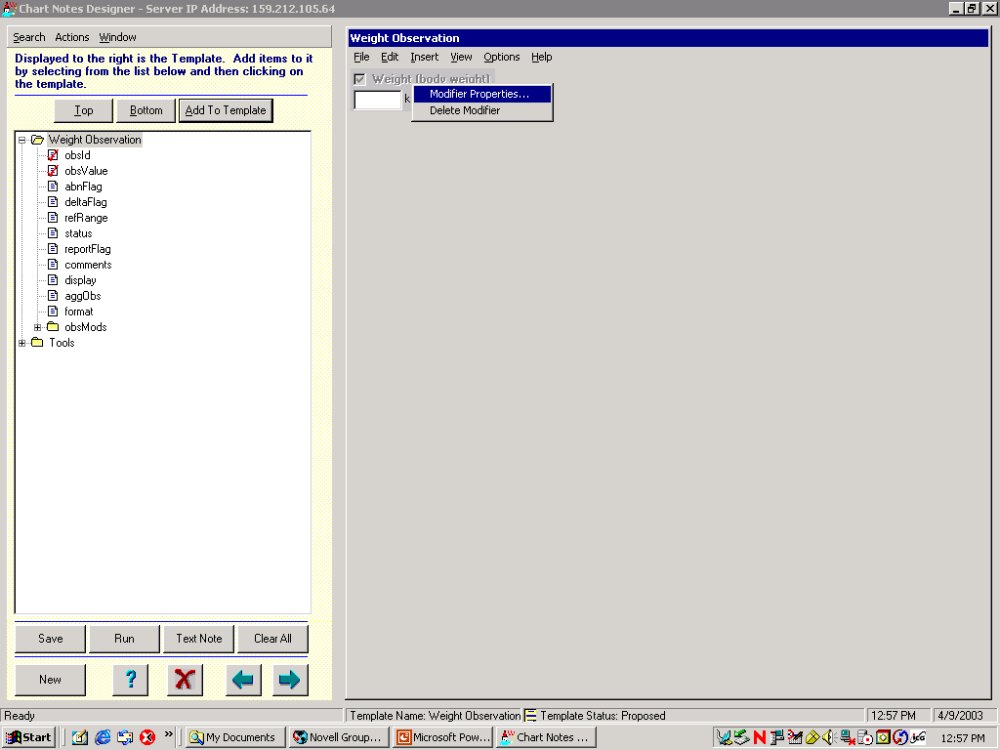 Chart Notes Designer - Server IP Address: 159.212.105.64
Search Actions Window
Displayed to the right is the Template. Add items to it
by selecting from the list below and then clicking on
the template.
Top Bottom Add To Template
Weight Observation
obsId
obsValue
abnFlag
deltaFlag
refRange
status
reportFlag
comments
display
aggObs
format
obsMods
Tools
Save Run Text Note Clear All
New ?
Weight Observation
File Edit Insert View Options Help
Weight (body weight)
k
Modifier Properties...
Delete Modifier
Ready Template Name: Weight Observation Template Status: Proposed 12:57 PM 4/9/2003
Start » My Documents Novell Group... Microsoft Pow... Chart Notes ... N 12:57 PM